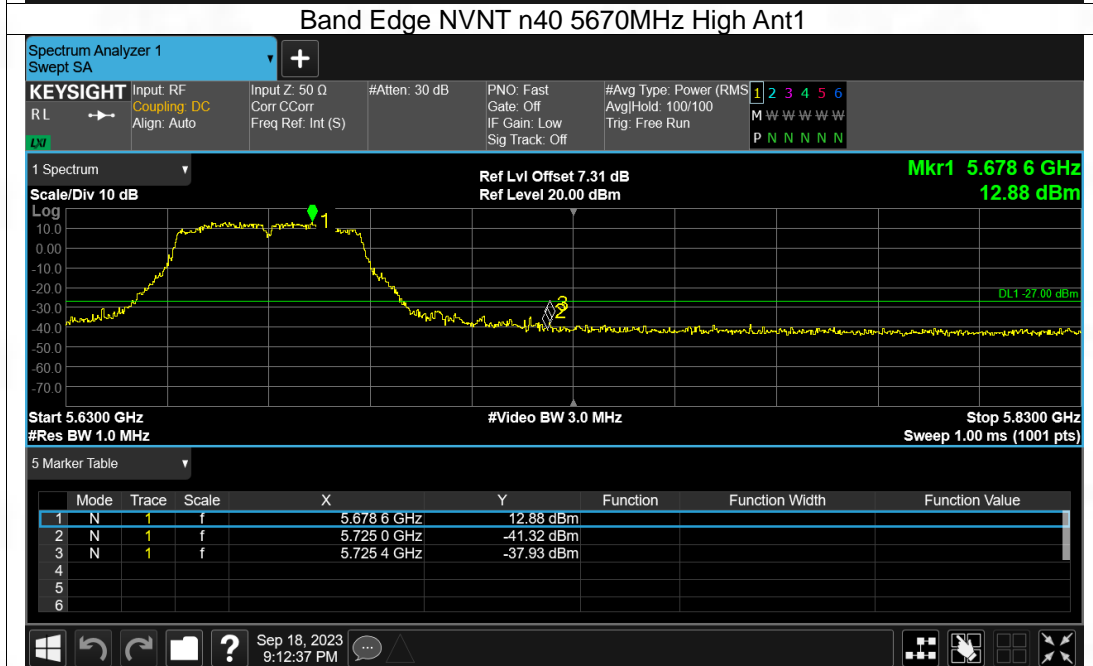 Band Edge NVNT n40 5670MHz High Ant1
Spectrum Analyzer 1
Swept SA
+
KEYSIGHT Input: RF Input Z: 50 Ω #Atten: 30 dB PNO: Fast #Avg Type: Power (RMS 1 2 3 4 5 6
RL Coupling: DC Corr CCorr Gate: Off Avg|Hold: 100/100 M W W W W W W
Align: Auto Freq Ref: Int (S) IF Gain: Low Trig: Free Run
LXI Sig Track: Off P N N N N N N
1 Spectrum Ref Lvl Offset 7.31 dB Mkr1 5.678 6 GHz
Scale/Div 10 dB Ref Level 20.00 dBm 12.88 dBm
Log
1
10.0
0.00
-10.0
-20.0
DL1 -27.00 dBm
-30.0
3
2
-40.0
-50.0
-60.0
-70.0
Start 5.6300 GHz #Video BW 3.0 MHz Stop 5.8300 GHz
#Res BW 1.0 MHz Sweep 1.00 ms (1001 pts)
5 Marker Table
Mode Trace Scale X Y Function Function Width Function Value
1 N 1 f 5.678 6 GHz 12.88 dBm
2 N 1 f 5.725 0 GHz -41.32 dBm
3 N 1 f 5.725 4 GHz -37.93 dBm
4
5
6
? Sep 18, 2023
9:12:37 PM